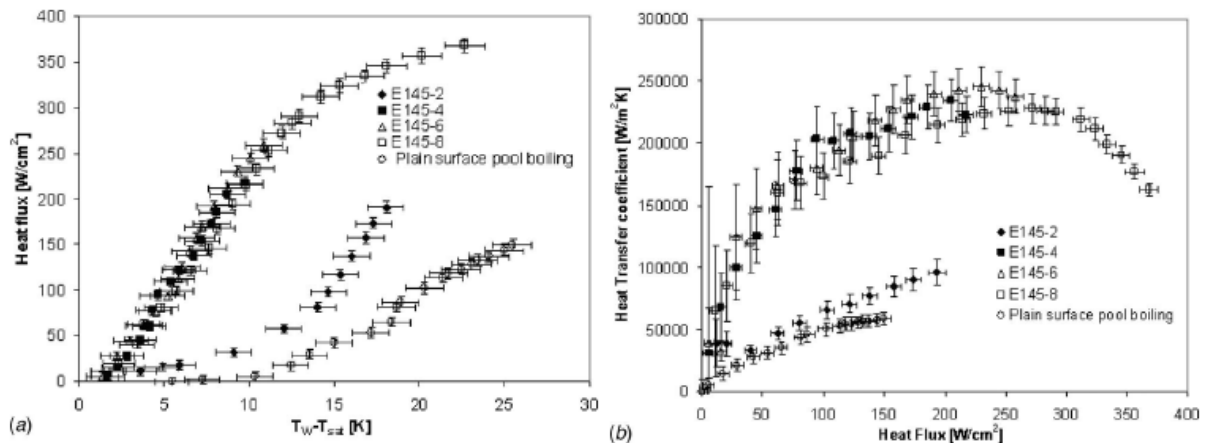 400
350
300
250
200
150
100
50
0
Heat flux [W/cm²]
E145-2
E145-4
E145-6
E145-8
Plain surface pool boiling
0 5 10 15 20 25 30
(a) T_W-T_sat [K]
300000
250000
200000
150000
100000
50000
0
Heat Transfer coefficient [W/m²K]
E145-2
E145-4
E145-6
E145-8
Plain surface pool boiling
0 50 100 150 200 250 300 350 400
(b) Heat Flux [W/cm²]